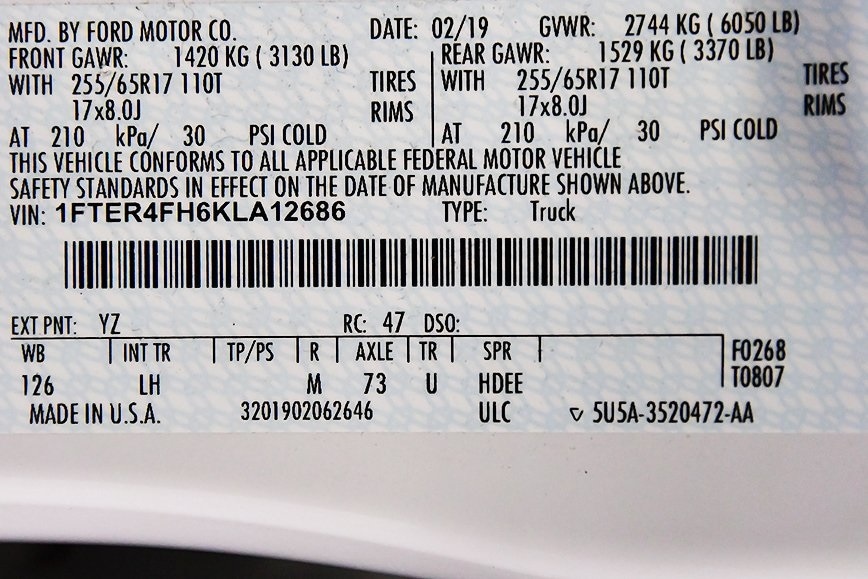 MFD. BY FORD MOTOR CO. DATE: 02/19 GVWR: 2744 KG ( 6050 LB)
FRONT GAWR: 1420 KG ( 3130 LB) REAR GAWR: 1529 KG ( 3370 LB)
WITH 255/65R17 110T TIRES WITH 255/65R17 110T TIRES
17x8.0J RIMS 17x8.0J RIMS
AT 210 kPa/ 30 PSI COLD AT 210 kPa/ 30 PSI COLD
THIS VEHICLE CONFORMS TO ALL APPLICABLE FEDERAL MOTOR VEHICLE
SAFETY STANDARDS IN EFFECT ON THE DATE OF MANUFACTURE SHOWN ABOVE.
VIN: 1FTER4FH6KLA12686 TYPE: Truck
EXT PNT: YZ RC: 47 DSO:
WB INT TR TP/PS R AXLE TR SPR F0268
126 LH M 73 U HDEE T0807
MADE IN U.S.A. 3201902062646 ULC 5U5A-3520472-AA